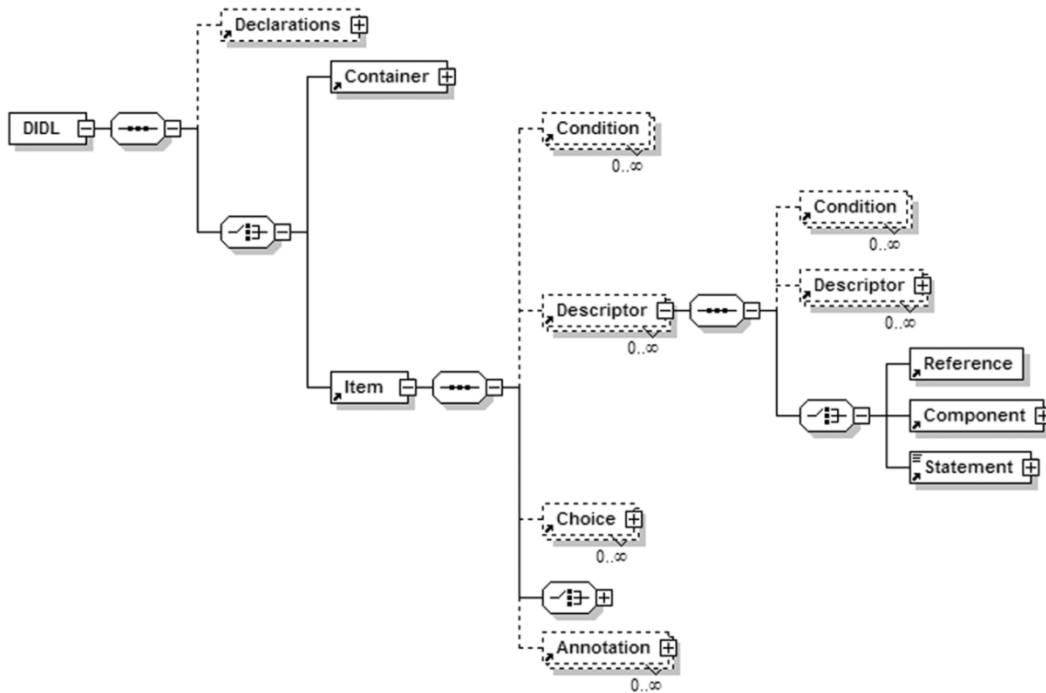 Declarations
Container
DIDL
Condition
0..∞
Condition
0..∞
Descriptor
0..∞
Descriptor
0..∞
Reference
Item
Component
Statement
Choice
0..∞
Annotation
0..∞